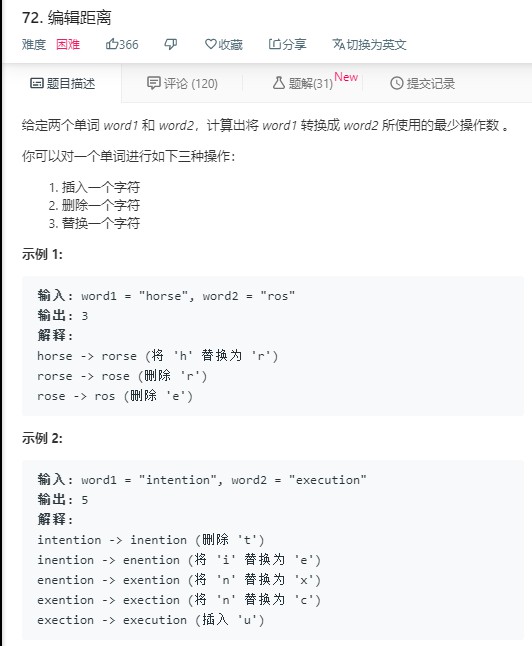 72. 编辑距离
难度 困难 366 收藏 分享 切换为英文
题目描述 评论 (120) 题解(31) New 提交记录
给定两个单词 word1 和 word2，计算出将 word1 转换成 word2 所使用的最少操作数 。
你可以对一个单词进行如下三种操作：
1. 插入一个字符
2. 删除一个字符
3. 替换一个字符
示例 1:
输入: word1 = "horse", word2 = "ros"
输出: 3
解释:
horse -> rorse (将 'h' 替换为 'r')
rorse -> rose (删除 'r')
rose -> ros (删除 'e')
示例 2:
输入: word1 = "intention", word2 = "execution"
输出: 5
解释:
intention -> inention (删除 't')
inention -> enention (将 'i' 替换为 'e')
enention -> exention (将 'n' 替换为 'x')
exention -> exection (将 'n' 替换为 'c')
exection -> execution (插入 'u')